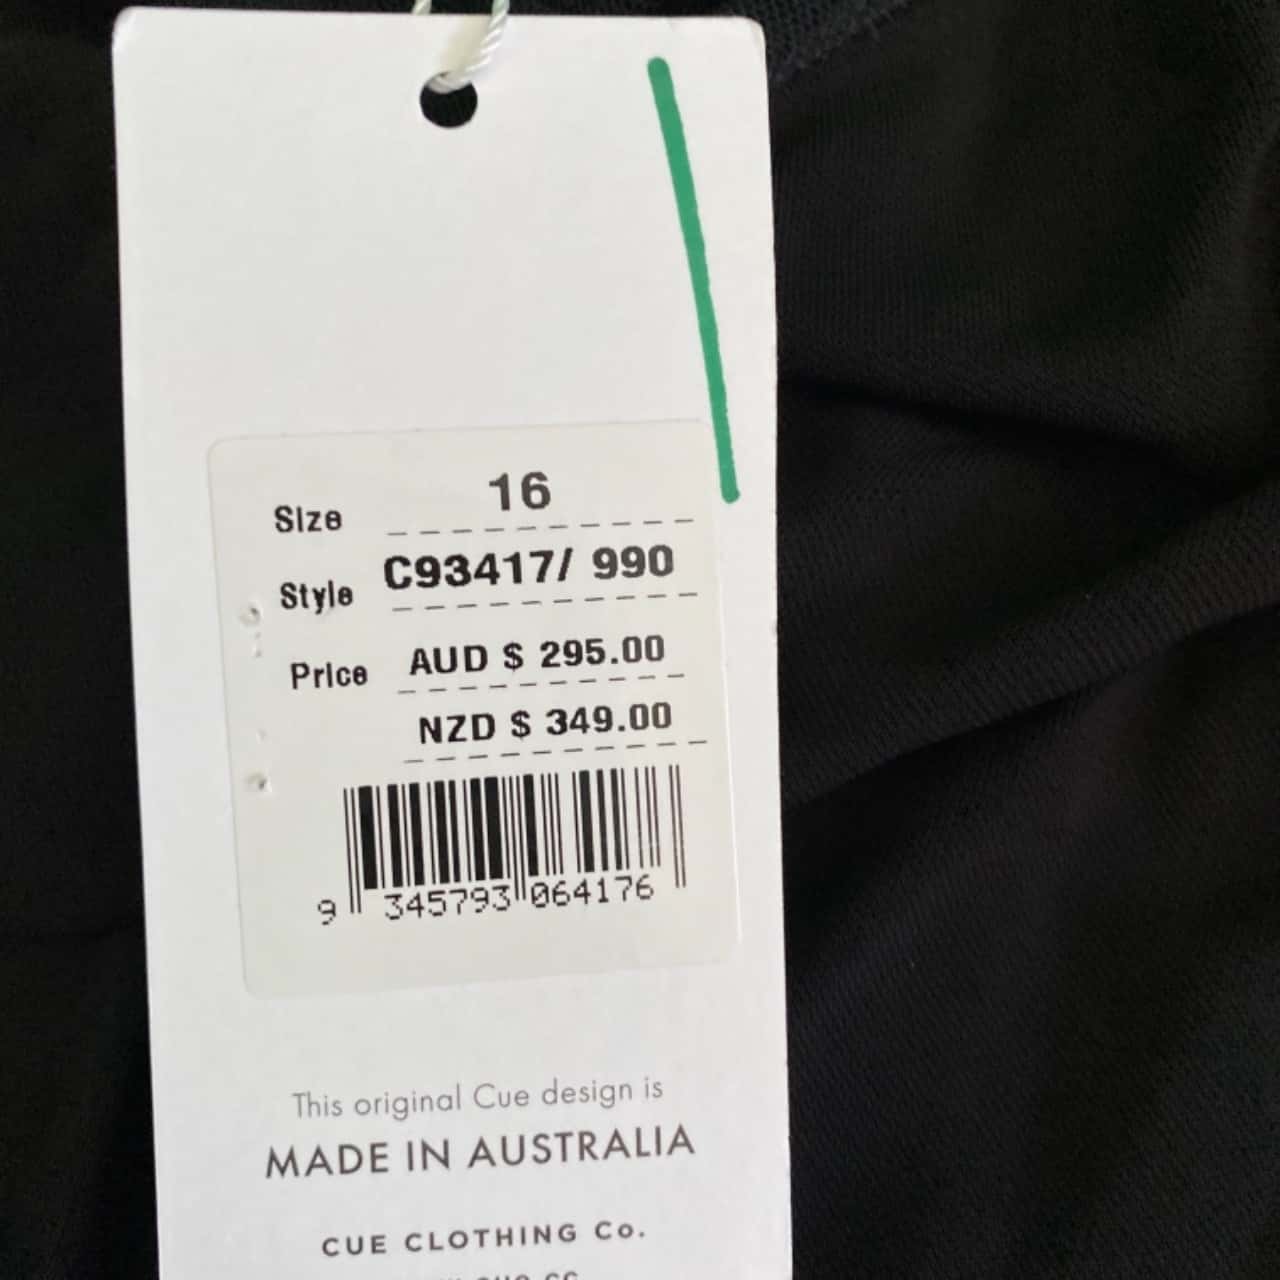 Size 16
Style C93417/ 990
Price AUD $ 295.00
NZD $ 349.00
9 345793 064176
This original Cue design is
MADE IN AUSTRALIA
CUE CLOTHING Co.